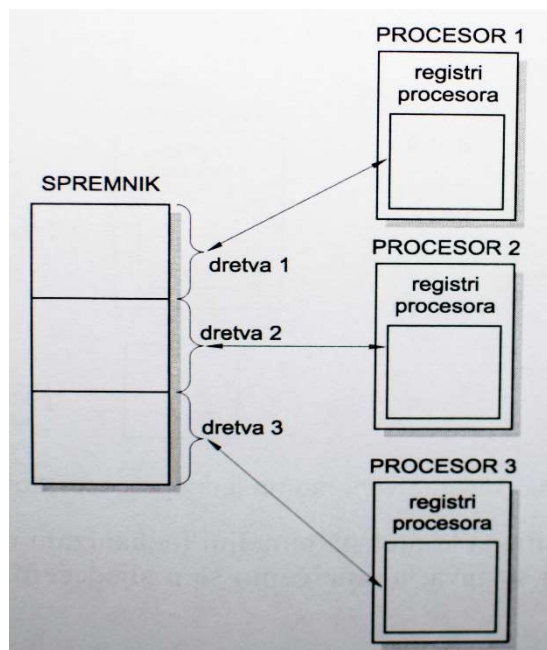 PROCESOR 1
registri
procesora
SPREMNIK
dretva 1
PROCESOR 2
registri
procesora
dretva 2
dretva 3
PROCESOR 3
registri
procesora